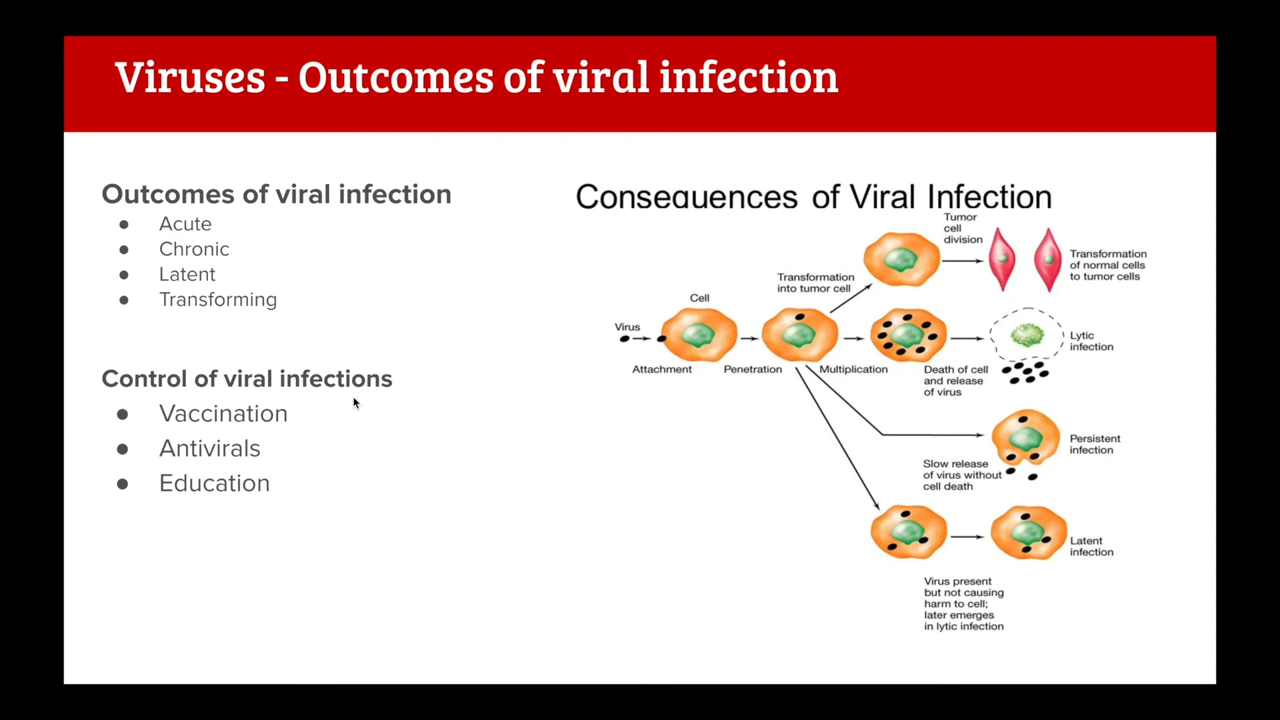 Viruses - Outcomes of viral infection
Outcomes of viral infection
● Acute
● Chronic
● Latent
● Transforming
Control of viral infections
● Vaccination
● Antivirals
● Education
Consequences of Viral Infection
Tumor
cell
division
Transformation
of normal cells
to tumor cells
Transformation
into tumor cell
Cell
Virus
Attachment
Penetration
Multiplication
Death of cell
and release
of virus
Lytic
infection
Slow release
of virus without
cell death
Persistent
infection
Latent
infection
Virus present
but not causing
harm to cell;
later emerges
in lytic infection